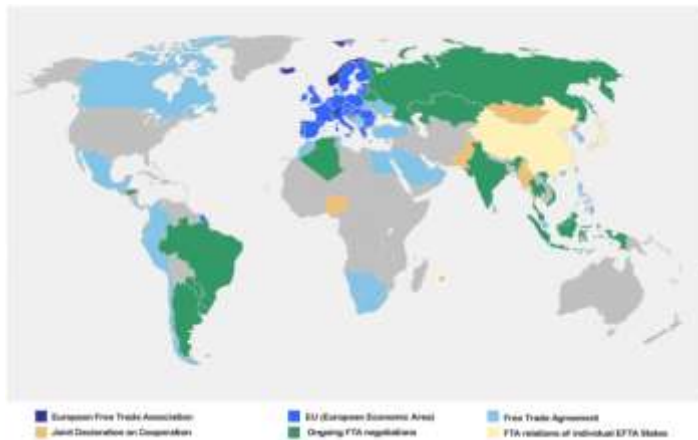 European Free Trade Association
EU (European Economic Area)
Free Trade Agreement
Joint Declaration on Cooperation
Ongoing FTA negotiations
FTA relations of individual EFTA States